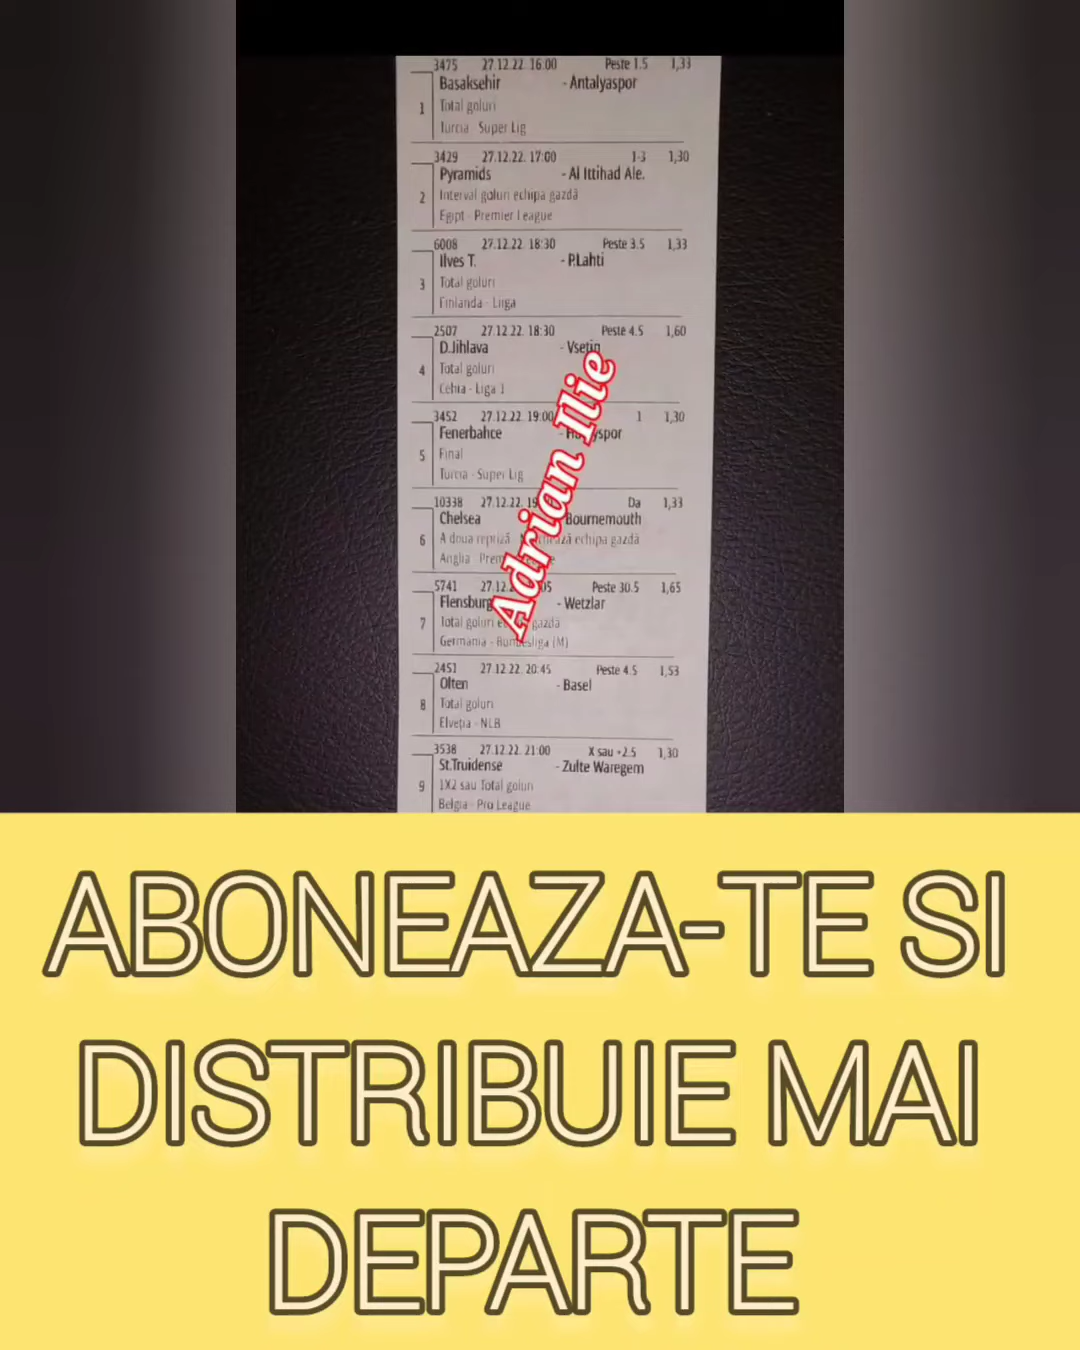 3475 27.12.22. 16:00 Peste 1.5 1,33
Basaksehir - Antalyaspor
1 Total goluri
Turcia - Super Lig
3429 27.12.22. 17:00 1-3 1,30
Pyramids - Al Ittihad Ale.
2 Interval goluri echipa gazdă
Egipt - Premier League
6008 27.12.22. 18:30 Peste 3.5 1,33
Ilves T. - P.Lahti
3 Total goluri
Finlanda - Liiga
2507 27.12.22. 18:30 Peste 4.5 1,60
D.Jihlava - Vsetin
4 Total goluri
Cehia - Liga 1
3452 27.12.22. 19:00 1 1,30
Fenerbahce
5 Final
Turcia - Super Lig
10338 27.12.22. Da 1,33
Chelsea Bournemouth
6 A doua repriză echipa gazdă
Anglia
5741 Peste 30.5 1,65
Flensburg - Wetzlar
7 Total goluri gazdă
Germania - Bundesliga (M)
2451 27.12.22. 20:45 Peste 4.5 1,53
Olten - Basel
8 Total goluri
Elveția - NLB
3538 27.12.22. 21:00 X sau +2.5 1,30
St.Truidense - Zulte Waregem
9 1X2 sau Total goluri
Belgia - Pro League
Adrian Ilie
ABONEAZA-TE SI
DISTRIBUIE MAI
DEPARTE